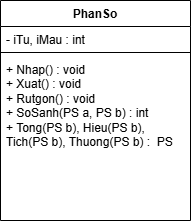 PhanSo
- iTu, iMau : int
+ Nhap() : void
+ Xuat() : void
+ Rutgon() : void
+ SoSanh(PS a, PS b) : int
+ Tong(PS b), Hieu(PS b),
Tich(PS b), Thuong(PS b) : PS